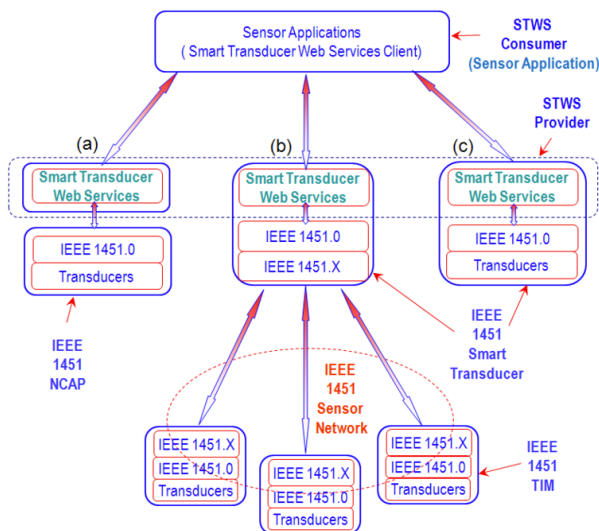 Sensor Applications
( Smart Transducer Web Services Client)
STWS
Consumer
(Sensor Application)
STWS
Provider
(a)
(b)
(c)
Smart Transducer
Web Services
Smart Transducer
Web Services
Smart Transducer
Web Services
IEEE 1451.0
Transducers
IEEE 1451.0
IEEE 1451.X
IEEE 1451.0
Transducers
IEEE
1451
NCAP
IEEE
1451
Smart
Transducer
IEEE
1451
Sensor
Network
IEEE 1451.X
IEEE 1451.0
Transducers
IEEE 1451.X
IEEE 1451.0
Transducers
IEEE 1451.X
IEEE 1451.0
Transducers
IEEE
1451
TIM